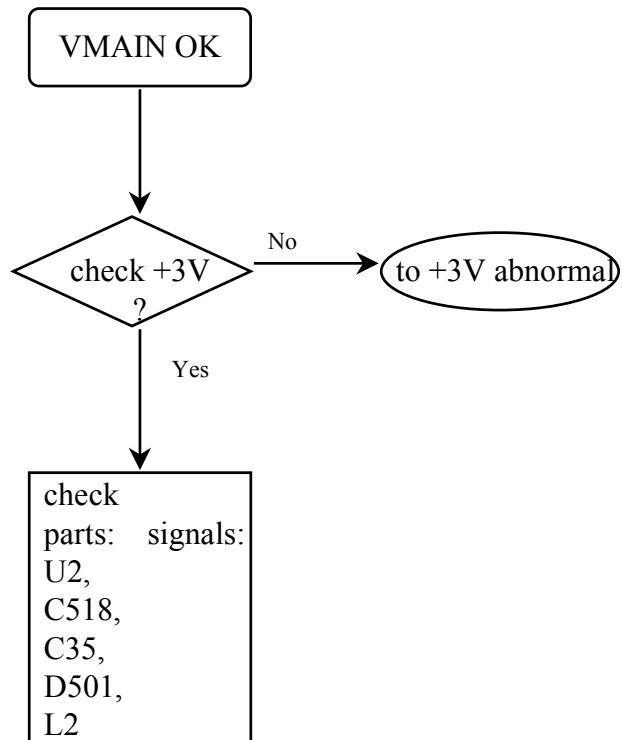 VMAIN OK
check +3V
?
No
to +3V abnormal
Yes
check
parts: signals:
U2,
C518,
C35,
D501,
L2